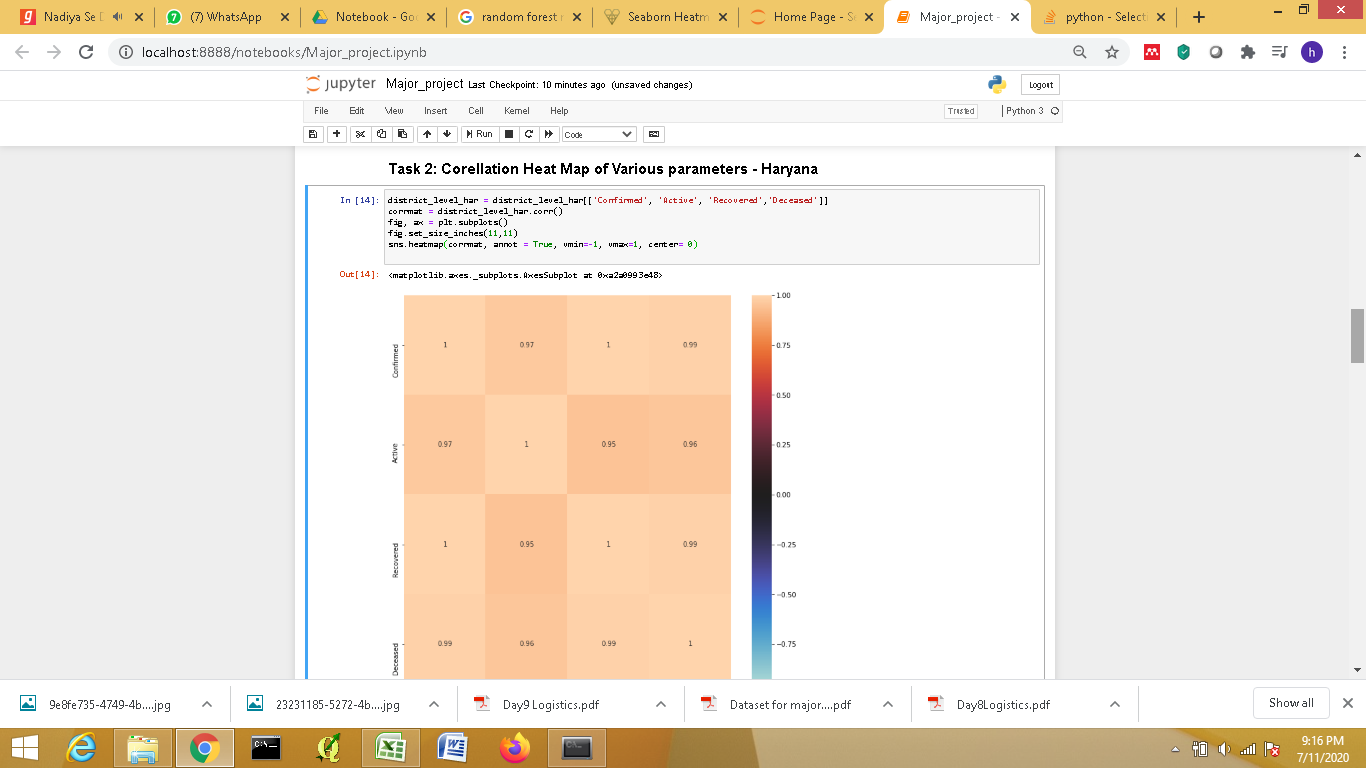 Nadiya Se D
(7) WhatsApp
Notebook - Go
random forest r
Seaborn Heatm
Home Page - S
Major_project -
python - Selecti
localhost:8888/notebooks/Major_project.ipynb
h
jupyter Major_project Last Checkpoint: 10 minutes ago (unsaved changes)
Logout
File Edit View Insert Cell Kernel Help
Trusted
Python 3
Run
Code
Task 2: Corellation Heat Map of Various parameters - Haryana
In [14]: district_level_har = district_level_har[['Confirmed', 'Active', 'Recovered','Deceased']]
corrmat = district_level_har.corr()
fig, ax = plt.subplots()
fig.set_size_inches(11,11)
sns.heatmap(corrmat, annot = True, vmin=-1, vmax=1, center= 0)
Out[14]: <matplotlib.axes._subplots.AxesSubplot at 0xa2a0993e48>
Confirmed
1 0.97 1 0.99
Active
0.97 1 0.95 0.96
Recovered
1 0.95 1 0.99
Deceased
0.99 0.96 0.99 1
1.00
0.75
0.50
0.25
0.00
-0.25
-0.50
-0.75
9e8fe735-4749-4b....jpg
23231185-5272-4b....jpg
Day9 Logistics.pdf
Dataset for major....pdf
Day8Logistics.pdf
Show all
9:16 PM
7/11/2020